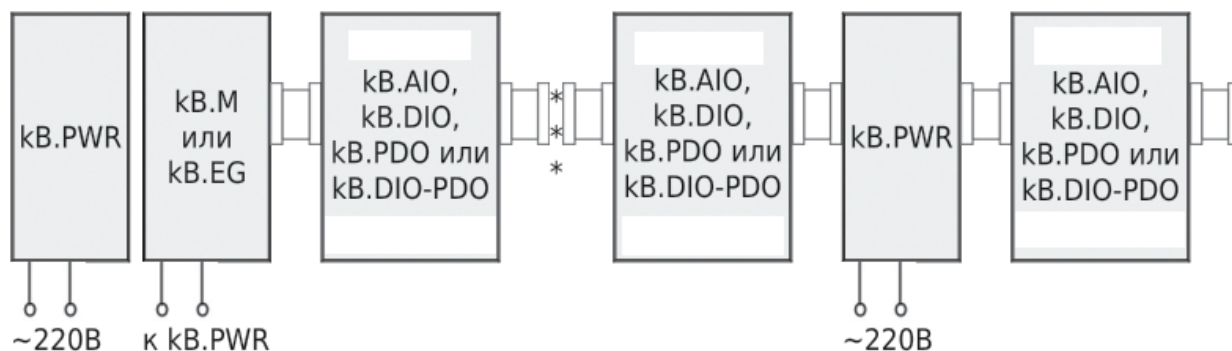 kB.PWR
kB.M
или
kB.EG
kB.AIO,
kB.DIO,
kB.PDO или
kB.DIO-PDO
*
*
*
kB.AIO,
kB.DIO,
kB.PDO или
kB.DIO-PDO
kB.PWR
kB.AIO,
kB.DIO,
kB.PDO или
kB.DIO-PDO
~220В
к kB.PWR
~220В